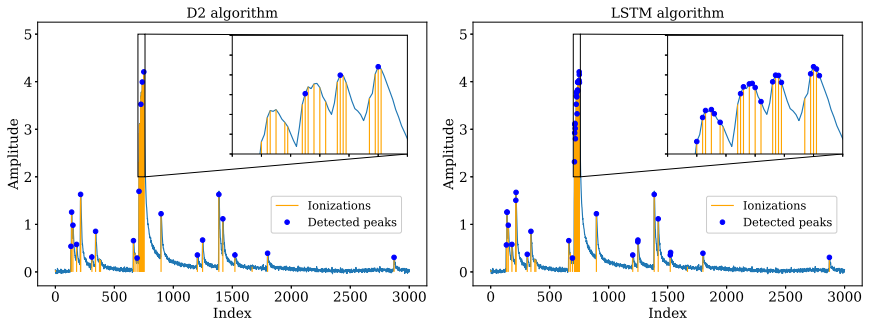 D2 algorithm
LSTM algorithm
5
4
3
2
1
0
Amplitude
Ionizations
Detected peaks
0
500
1000
1500
2000
2500
3000
Index
5
4
3
2
1
0
Amplitude
Ionizations
Detected peaks
0
500
1000
1500
2000
2500
3000
Index